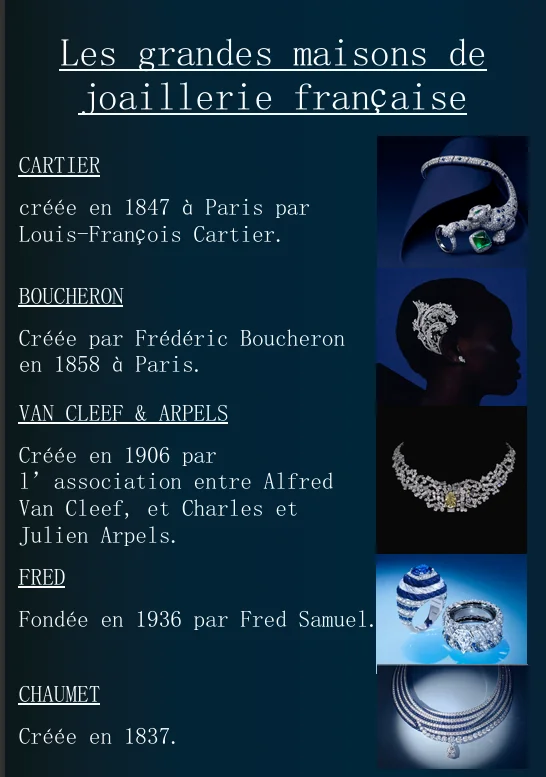 Les grandes maisons de
joaillerie française
CARTIER
créée en 1847 à Paris par
Louis-François Cartier.
BOUCHERON
Créée par Frédéric Boucheron
en 1858 à Paris.
VAN CLEEF & ARPELS
Créée en 1906 par
l’association entre Alfred
Van Cleef, et Charles et
Julien Arpels.
FRED
Fondée en 1936 par Fred Samuel.
CHAUMET
Créée en 1837.